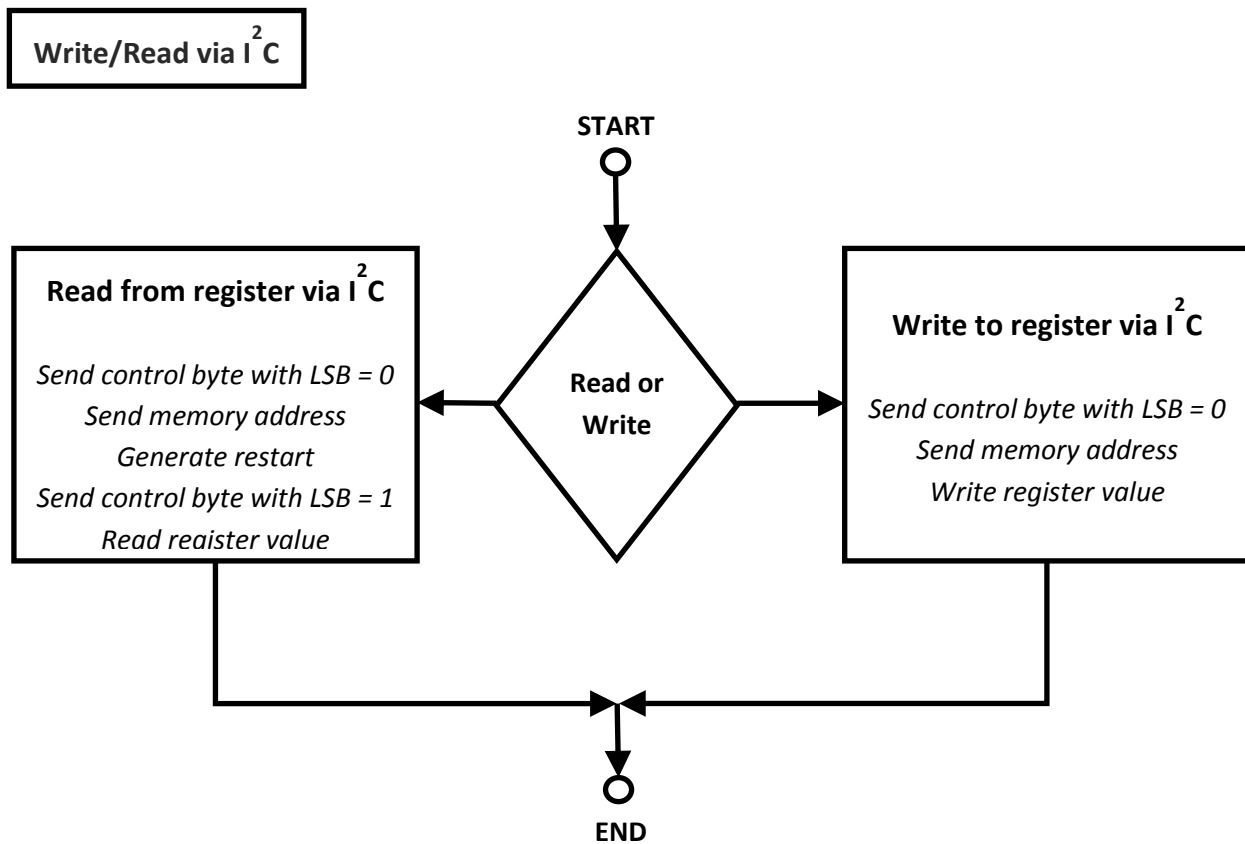 Write/Read via I²C
START
Read from register via I²C
Send control byte with LSB = 0
Send memory address
Generate restart
Send control byte with LSB = 1
Read register value
Read or
Write
Write to register via I²C
Send control byte with LSB = 0
Send memory address
Write register value
END